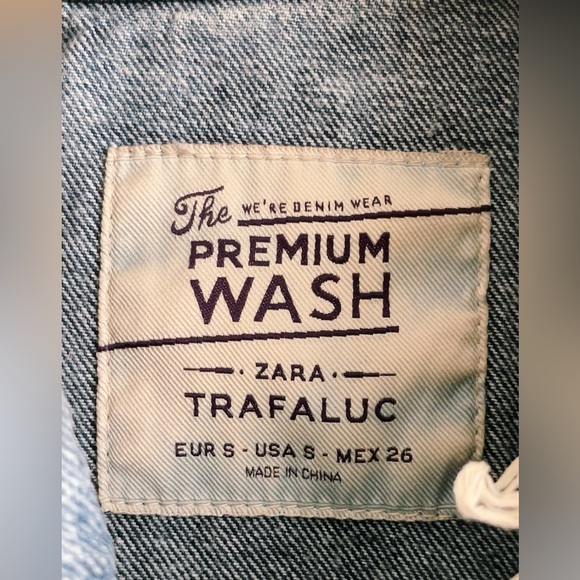 The WE'RE DENIM WEAR
PREMIUM
WASH
ZARA
TRAFALUC
EUR S - USA S - MEX 26
MADE IN CHINA